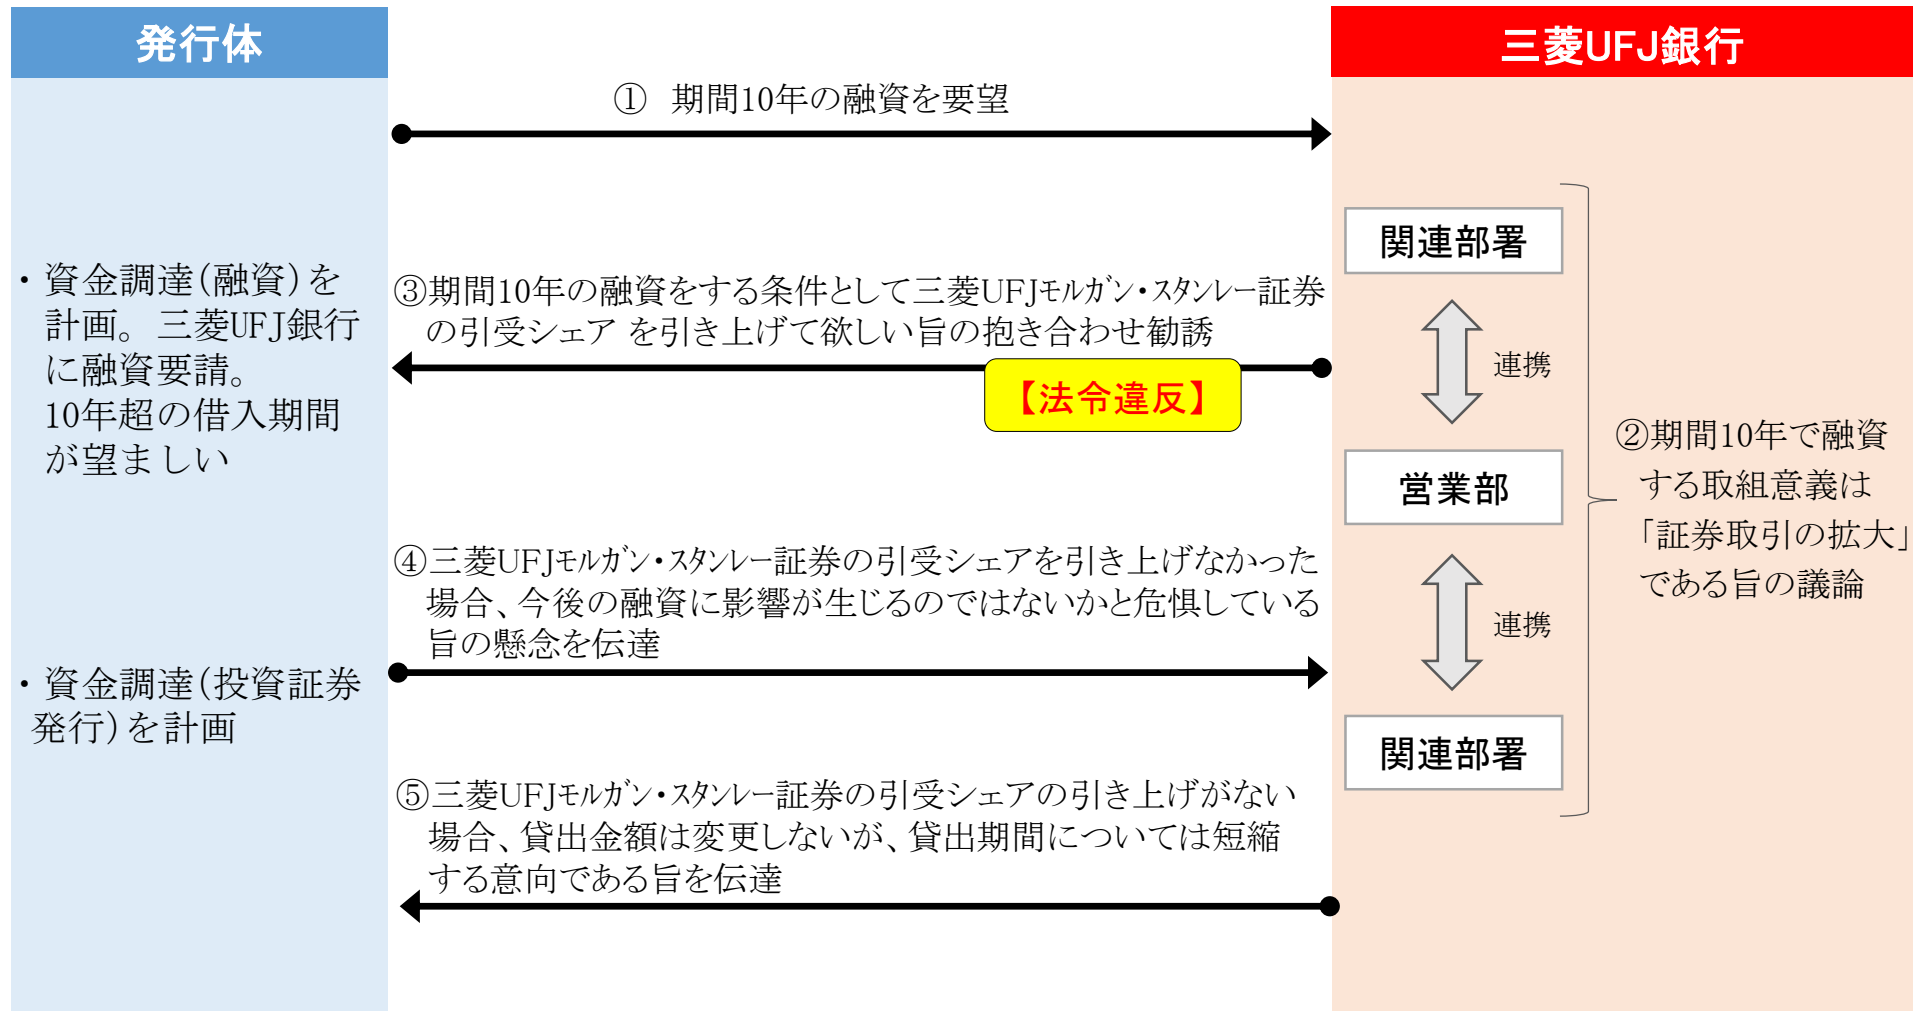 発行体
三菱UFJ銀行
① 期間10年の融資を要望
・資金調達(融資)を
計画。三菱UFJ銀行
に融資要請。
10年超の借入期間
が望ましい
③期間10年の融資をする条件として三菱UFJモルガン・スタンレー証券
の引受シェア を引き上げて欲しい旨の抱き合わせ勧誘
【法令違反】
関連部署
連携
営業部
連携
関連部署
②期間10年で融資
する取組意義は
「証券取引の拡大」
である旨の議論
④三菱UFJモルガン・スタンレー証券の引受シェアを引き上げなかった
場合、今後の融資に影響が生じるのではないかと危惧している
旨の懸念を伝達
・資金調達(投資証券
発行)を計画
⑤三菱UFJモルガン・スタンレー証券の引受シェアの引き上げがない
場合、貸出金額は変更しないが、貸出期間については短縮
する意向である旨を伝達